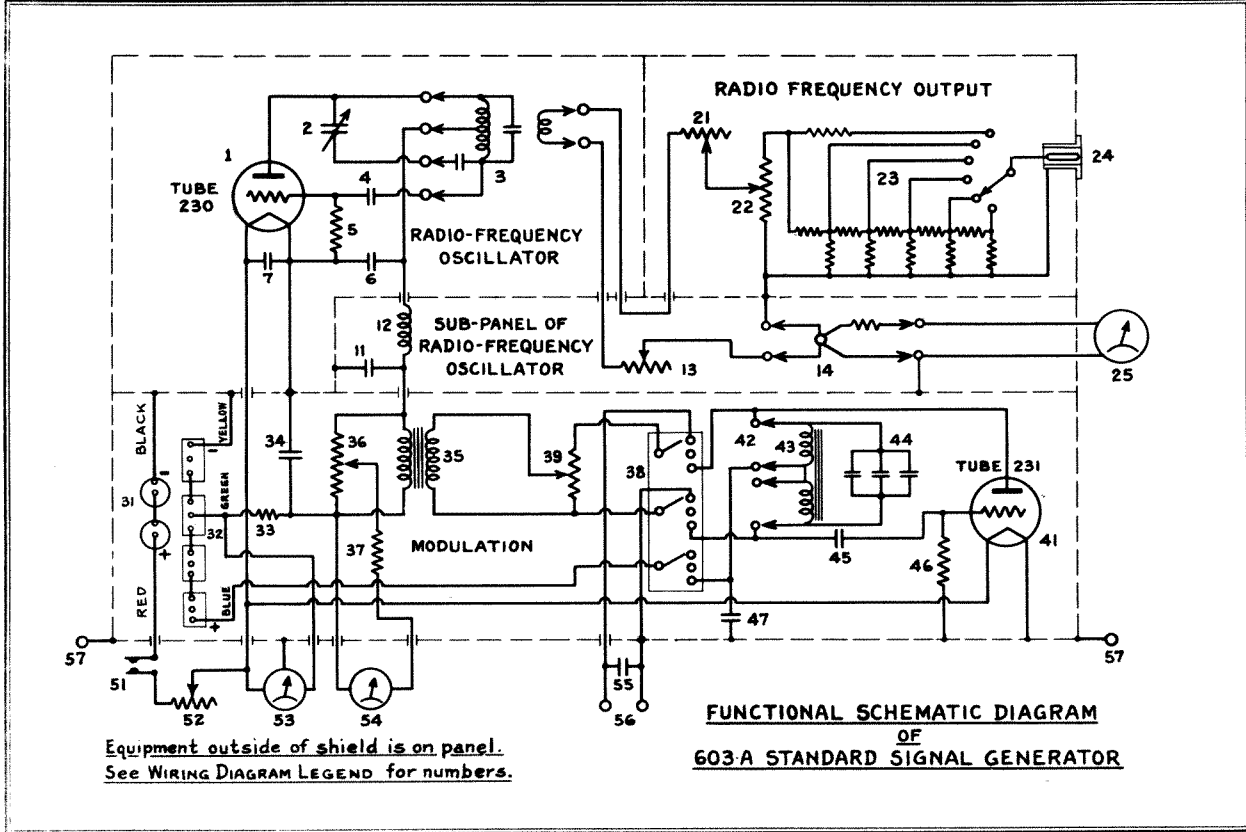 RADIO FREQUENCY OUTPUT
1
TUBE
230
2
3
4
5
6
7
RADIO-FREQUENCY
OSCILLATOR
21
22
23
24
12
SUB-PANEL OF
RADIO-FREQUENCY
OSCILLATOR
11
13
14
25
BLACK
YELLOW
31
+
RED
32
GREEN
BLUE
+
33
34
35
36
37
MODULATION
38
39
42
43
44
TUBE 231
41
45
46
47
57
51
52
53
54
55
56
57
Equipment outside of shield is on panel.
See WIRING DIAGRAM LEGEND for numbers.
FUNCTIONAL SCHEMATIC DIAGRAM
OF
603-A STANDARD SIGNAL GENERATOR